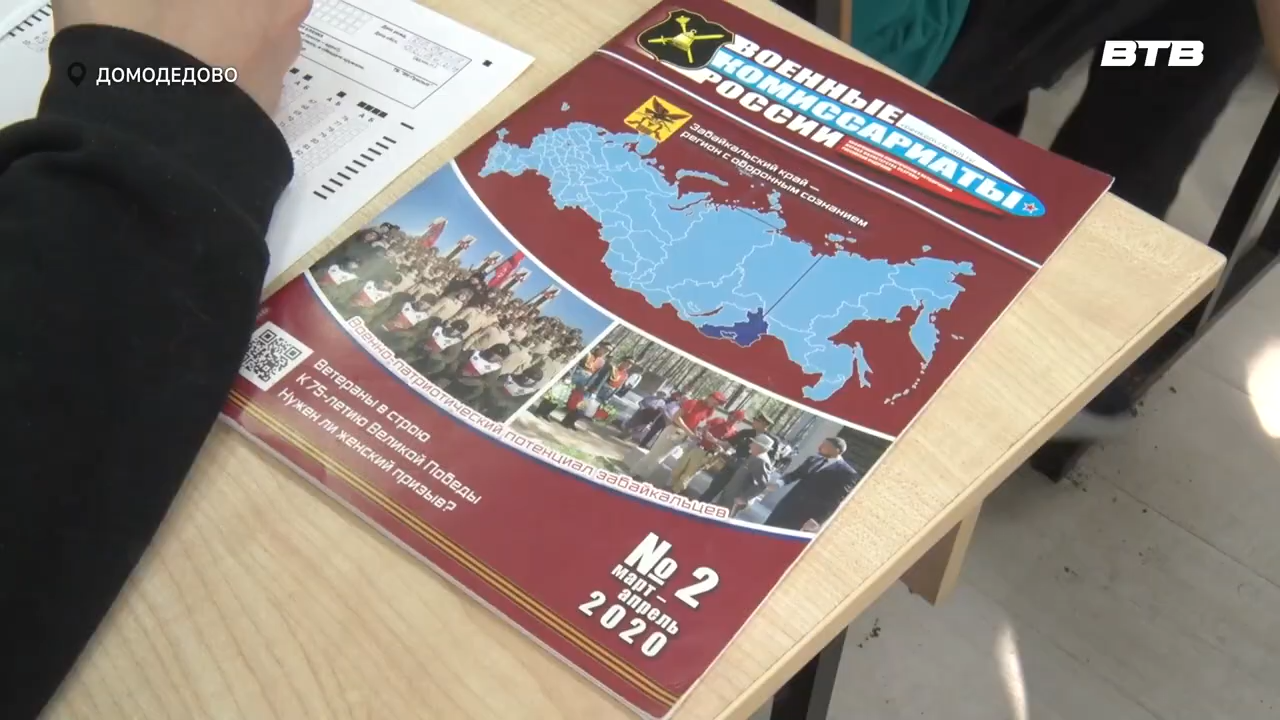 ДОМОДЕДОВО
ВТВ
ВОЕННЫЕ
КОМИССАРИАТЫ
РОССИИ
Забайкальский край –
регион с оборонным сознанием
Военно-патриотический потенциал забайкальцев
Ветераны в строю
К 75-летию Великой Победы
Нужен ли женский призыв?
№ 2
март –
апрель
2020